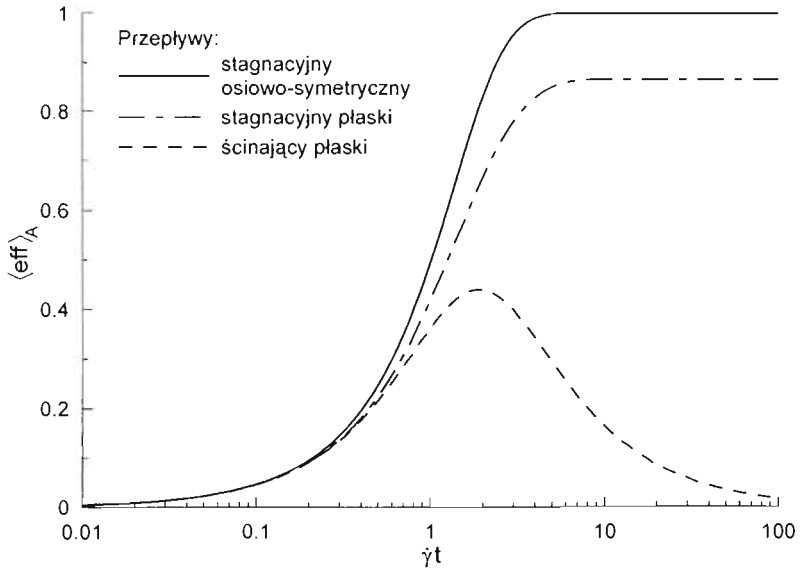 1
Przepływy:
stagnacyjny
osiowo-symetryczny
stagnacyjny płaski
ścinający płaski
0.8
0.6
⟨eff⟩A
0.4
0.2
0
0.01 0.1 1 10 100
γ̇t